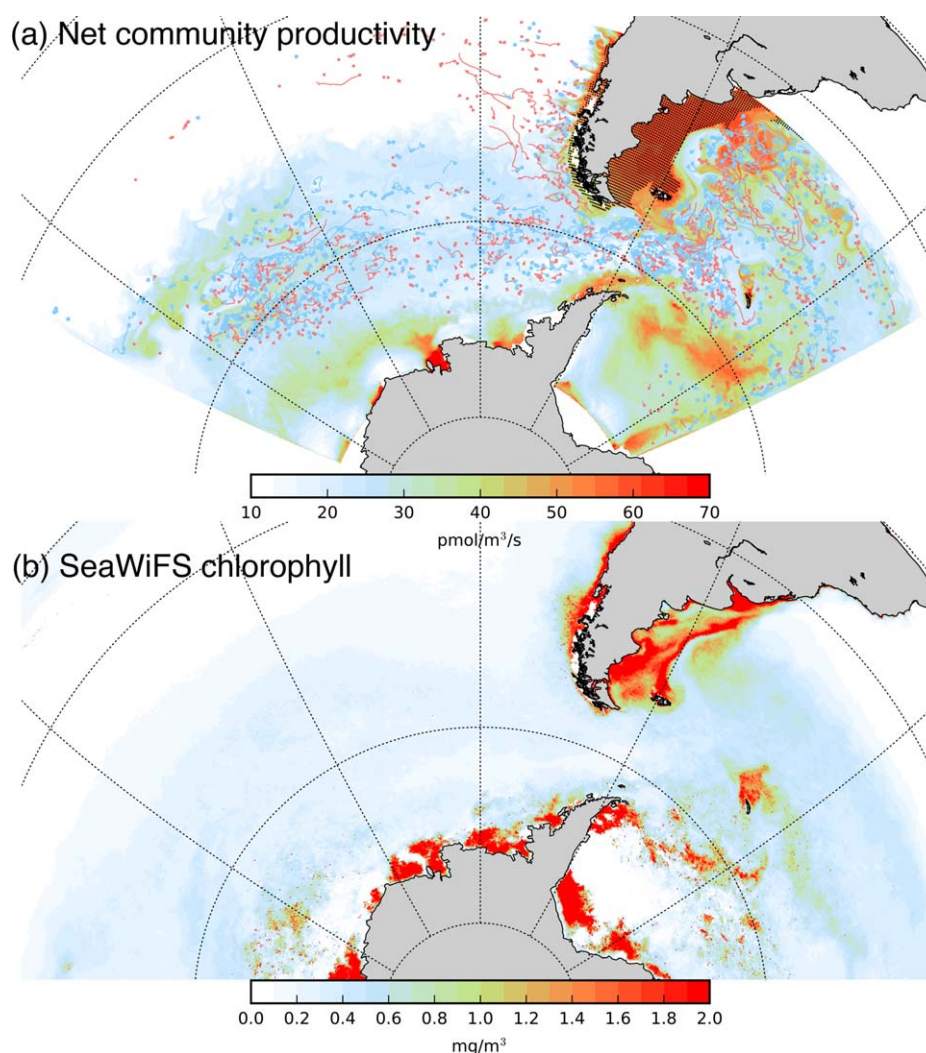 (a) Net community productivity
10 20 30 40 50 60 70
pmol/m³/s
(b) SeaWiFS chlorophyll
0.0 0.2 0.4 0.6 0.8 1.0 1.2 1.4 1.6 1.8 2.0
mg/m³